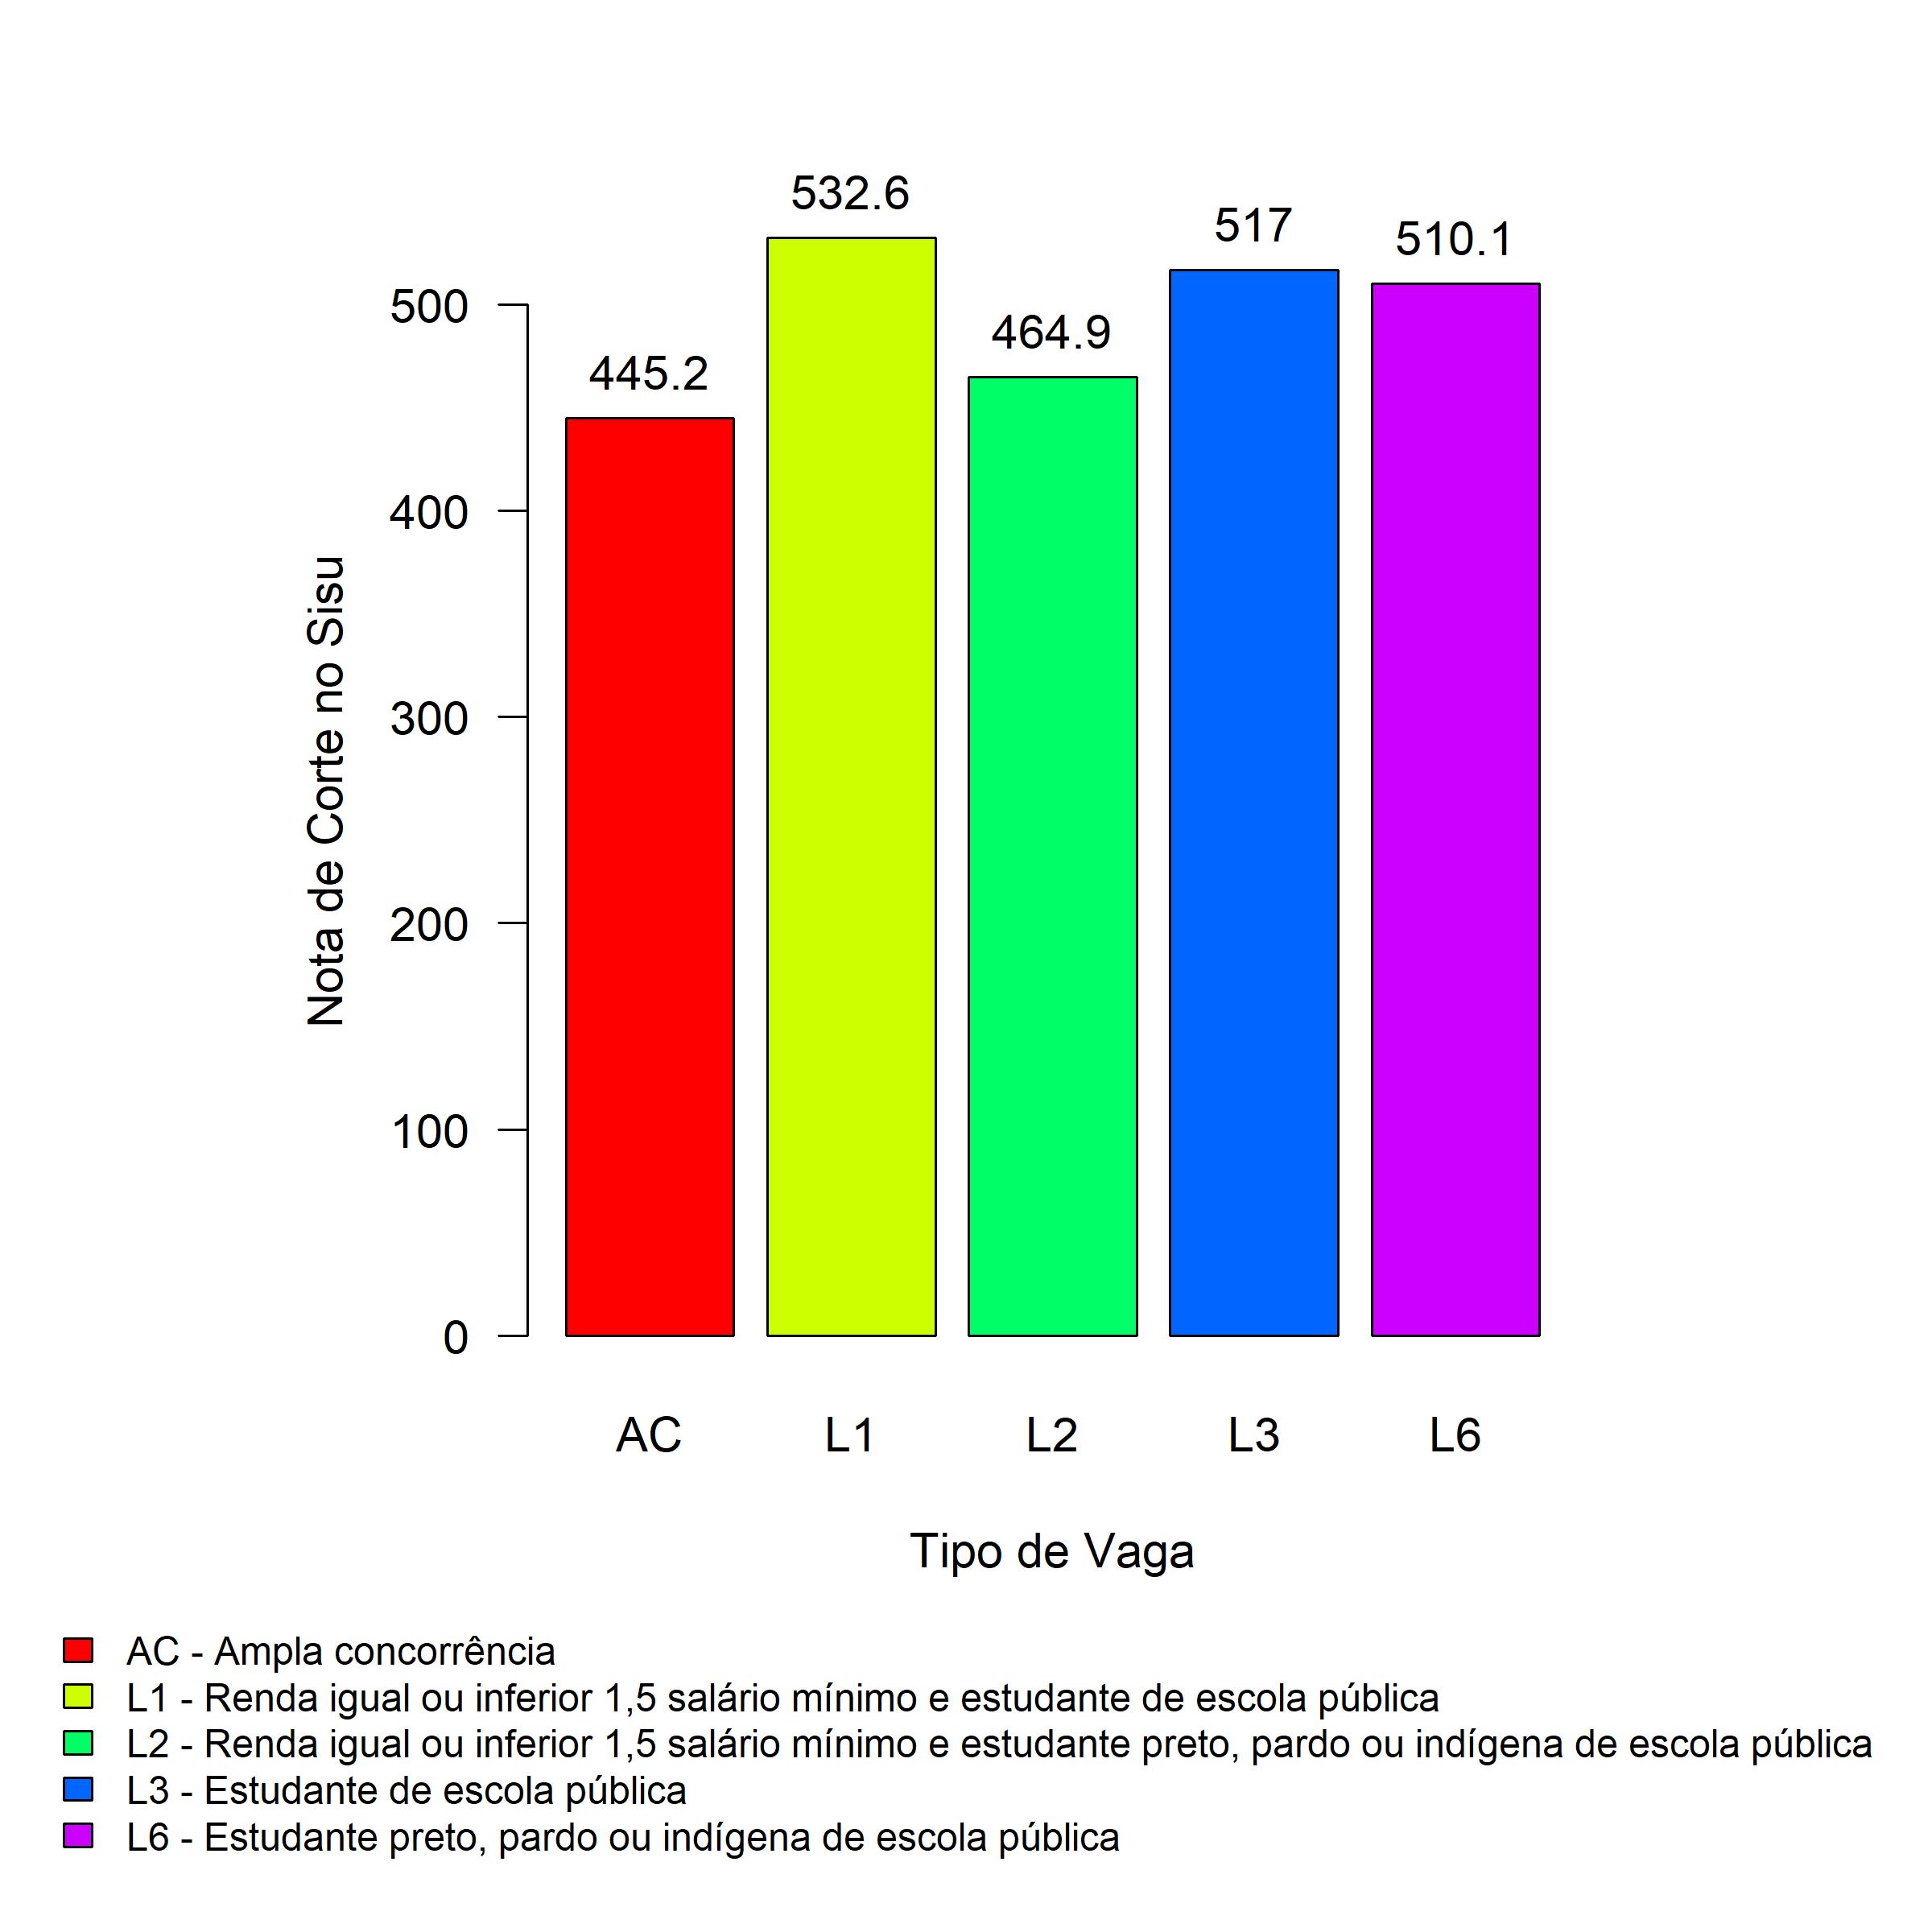 532.6
517
510.1
464.9
445.2
500
400
300
200
100
0
Nota de Corte no Sisu
AC L1 L2 L3 L6
Tipo de Vaga
AC - Ampla concorrência
L1 - Renda igual ou inferior 1,5 salário mínimo e estudante de escola pública
L2 - Renda igual ou inferior 1,5 salário mínimo e estudante preto, pardo ou indígena de escola pública
L3 - Estudante de escola pública
L6 - Estudante preto, pardo ou indígena de escola pública